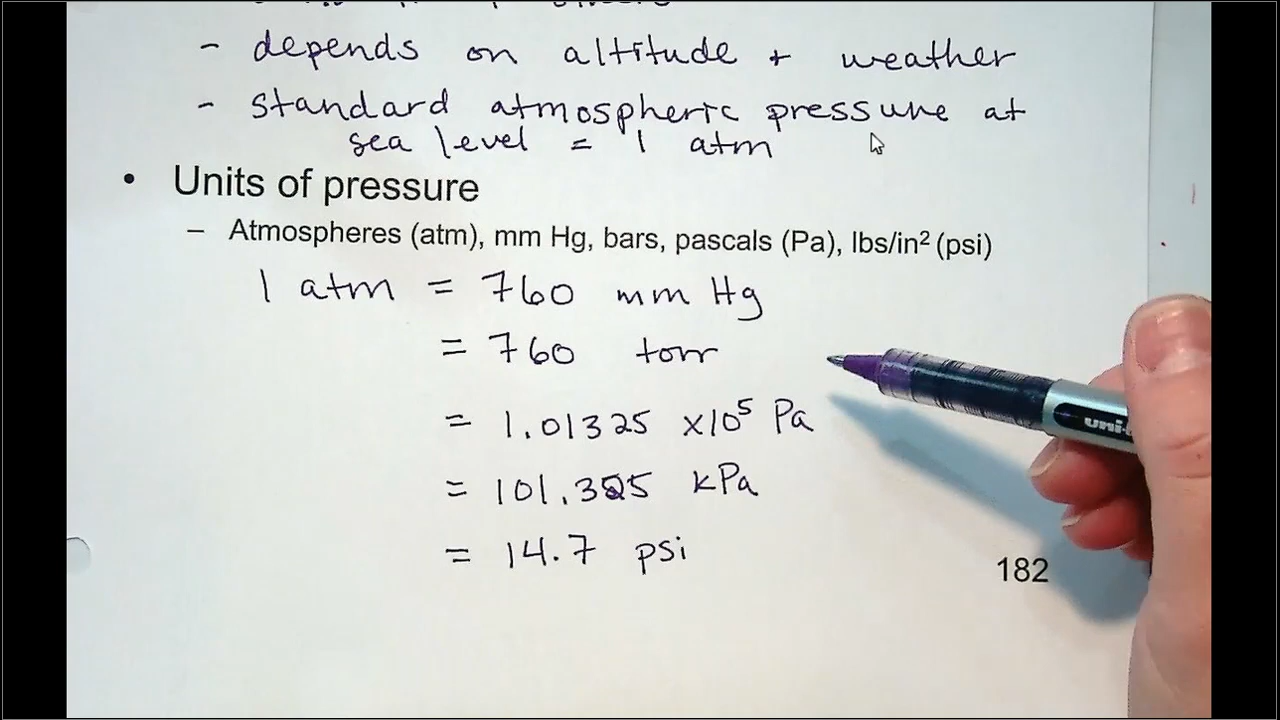 - depends on altitude + weather
- standard atmospheric pressure at
sea level = 1 atm
• Units of pressure
– Atmospheres (atm), mm Hg, bars, pascals (Pa), lbs/in² (psi)
1 atm = 760 mm Hg
= 760 torr
= 1.01325 x10⁵ Pa
= 101.325 kPa
= 14.7 psi
uni
182